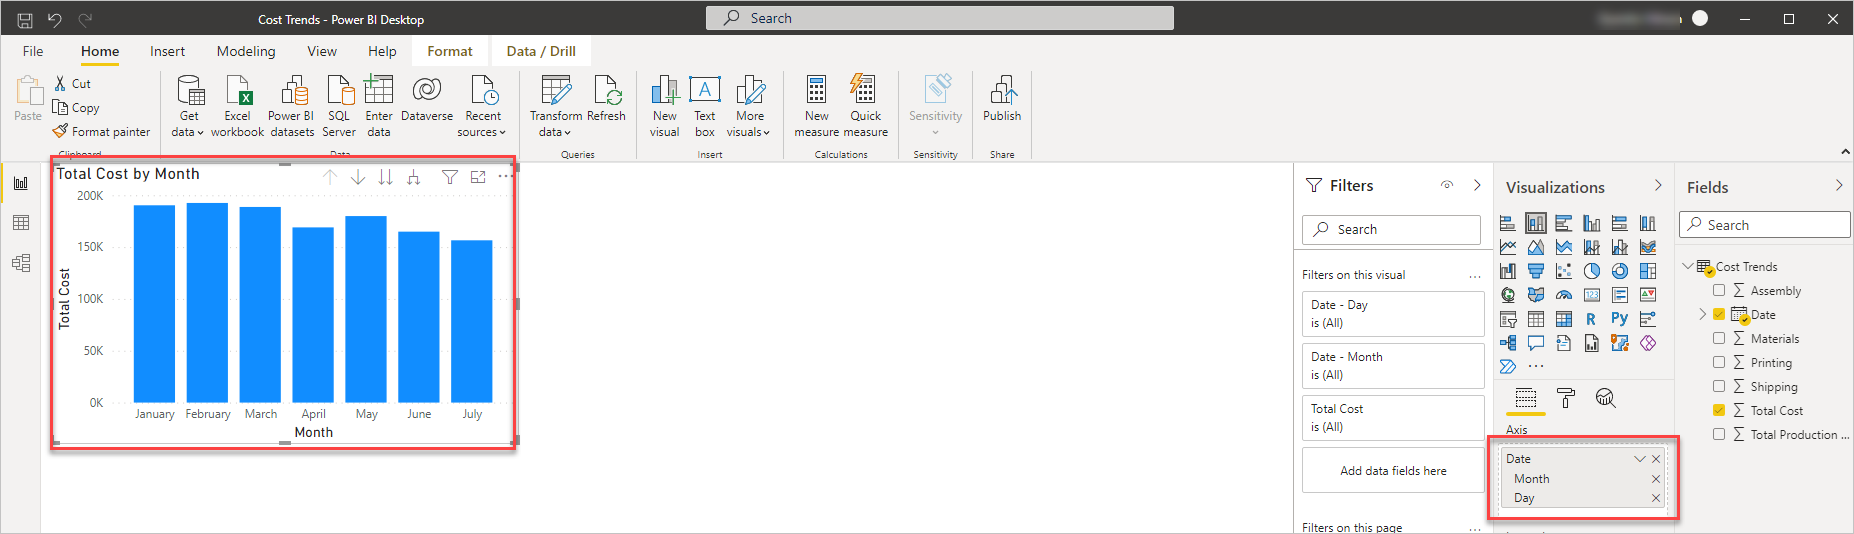 Cost Trends - Power BI Desktop
Search
File Home Insert Modeling View Help Format Data / Drill
Paste
Cut
Copy
Format painter
Clipboard
Get data
Excel workbook
Power BI datasets
SQL Server
Enter data
Dataverse
Recent sources
Data
Transform data
Refresh
Queries
New visual
Text box
More visuals
Insert
New measure
Quick measure
Calculations
Sensitivity
Sensitivity
Publish
Share
Total Cost by Month
200K
150K
100K
50K
0K
Total Cost
January February March April May June July
Month
Filters
Search
Filters on this visual
Date - Day
is (All)
Date - Month
is (All)
Total Cost
is (All)
Add data fields here
Filters on this page
Visualizations
123
R Py
Axis
Date
Month
Day
Fields
Search
Cost Trends
Assembly
Date
Materials
Printing
Shipping
Total Cost
Total Production ...